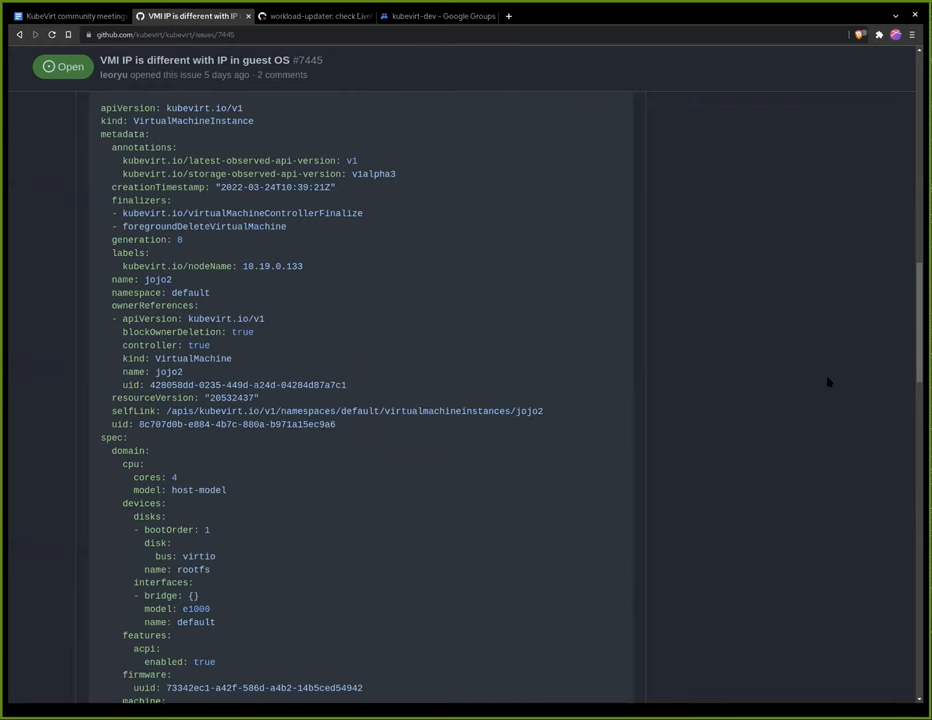 KubeVirt community meeting
VMI IP is different with IP
workload-updater: check Live
kubevirt-dev - Google Groups
github.com/kubevirt/kubevirt/issues/7445
Open
VMI IP is different with IP in guest OS #7445
leoryu opened this issue 5 days ago · 2 comments
apiVersion: kubevirt.io/v1
kind: VirtualMachineInstance
metadata:
annotations:
kubevirt.io/latest-observed-api-version: v1
kubevirt.io/storage-observed-api-version: v1alpha3
creationTimestamp: "2022-03-24T10:39:21Z"
finalizers:
- kubevirt.io/virtualMachineControllerFinalize
- foregroundDeleteVirtualMachine
generation: 8
labels:
kubevirt.io/nodeName: 10.19.0.133
name: jojo2
namespace: default
ownerReferences:
- apiVersion: kubevirt.io/v1
blockOwnerDeletion: true
controller: true
kind: VirtualMachine
name: jojo2
uid: 428058dd-0235-449d-a24d-04284d87a7c1
resourceVersion: "20532437"
selfLink: /apis/kubevirt.io/v1/namespaces/default/virtualmachineinstances/jojo2
uid: 8c707d0b-e884-4b7c-880a-b971a15ec9a6
spec:
domain:
cpu:
cores: 4
model: host-model
devices:
disks:
- bootOrder: 1
disk:
bus: virtio
name: rootfs
interfaces:
- bridge: {}
model: e1000
name: default
features:
acpi:
enabled: true
firmware:
uuid: 73342ec1-a42f-586d-a4b2-14b5ced54942
machine: